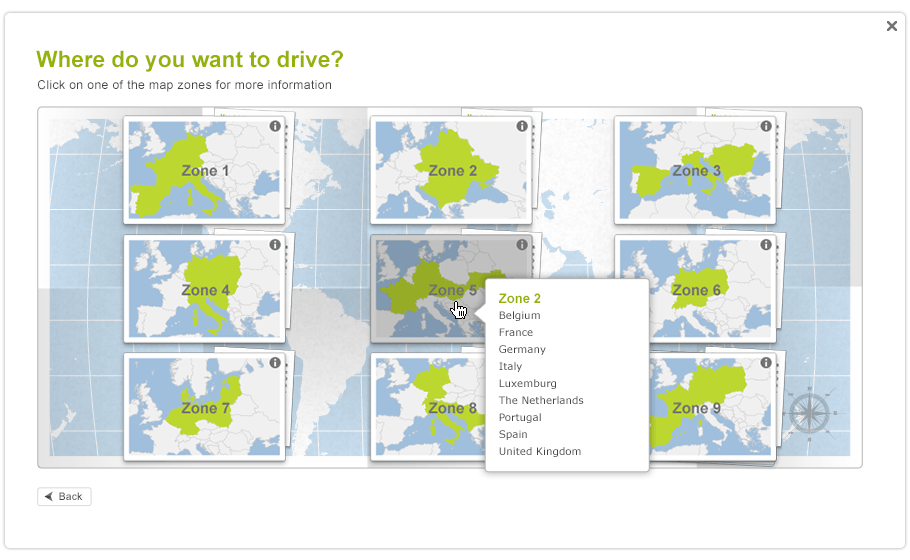 Where do you want to drive?
Click on one of the map zones for more information
Zone 1
Zone 2
Zone 3
Zone 4
Zone 5
Zone 6
Zone 2
Belgium
France
Germany
Italy
Luxemburg
The Netherlands
Portugal
Spain
United Kingdom
Zone 7
Zone 8
Zone 9
Back